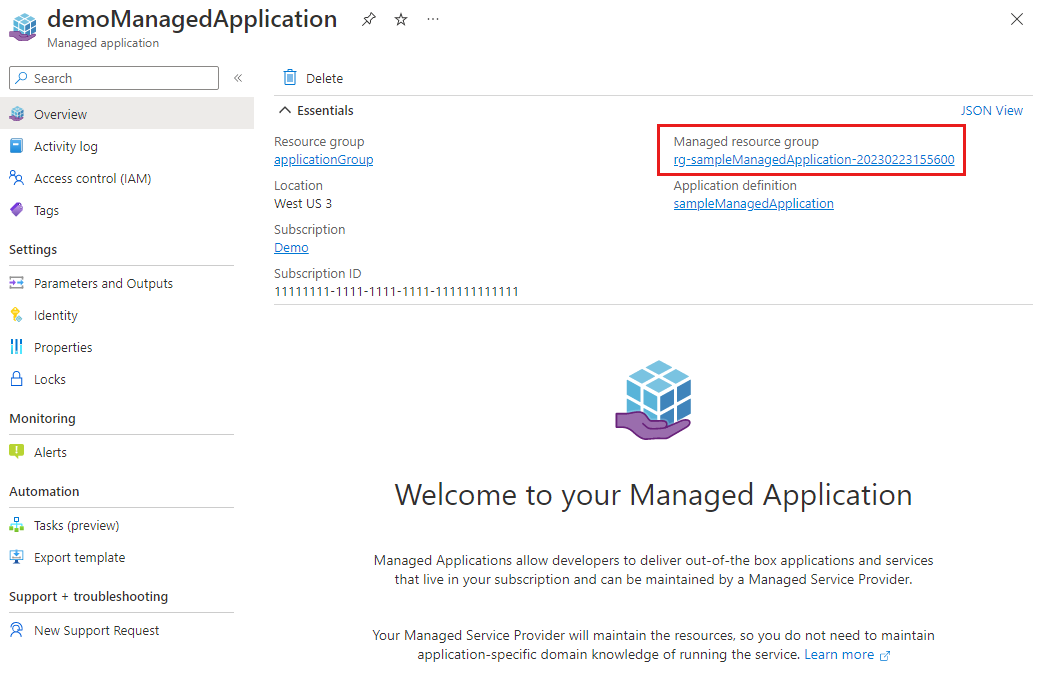 demoManagedApplication
Managed application
Search
Overview
Activity log
Access control (IAM)
Tags
Settings
Parameters and Outputs
Identity
Properties
Locks
Monitoring
Alerts
Automation
Tasks (preview)
Export template
Support + troubleshooting
New Support Request
Delete
Essentials
JSON View
Resource group
applicationGroup
Location
West US 3
Subscription
Demo
Subscription ID
11111111-1111-1111-1111-111111111111
Managed resource group
rg-sampleManagedApplication-20230223155600
Application definition
sampleManagedApplication
Welcome to your Managed Application
Managed Applications allow developers to deliver out-of-the box applications and services
that live in your subscription and can be maintained by a Managed Service Provider.
Your Managed Service Provider will maintain the resources, so you do not need to maintain
application-specific domain knowledge of running the service. Learn more